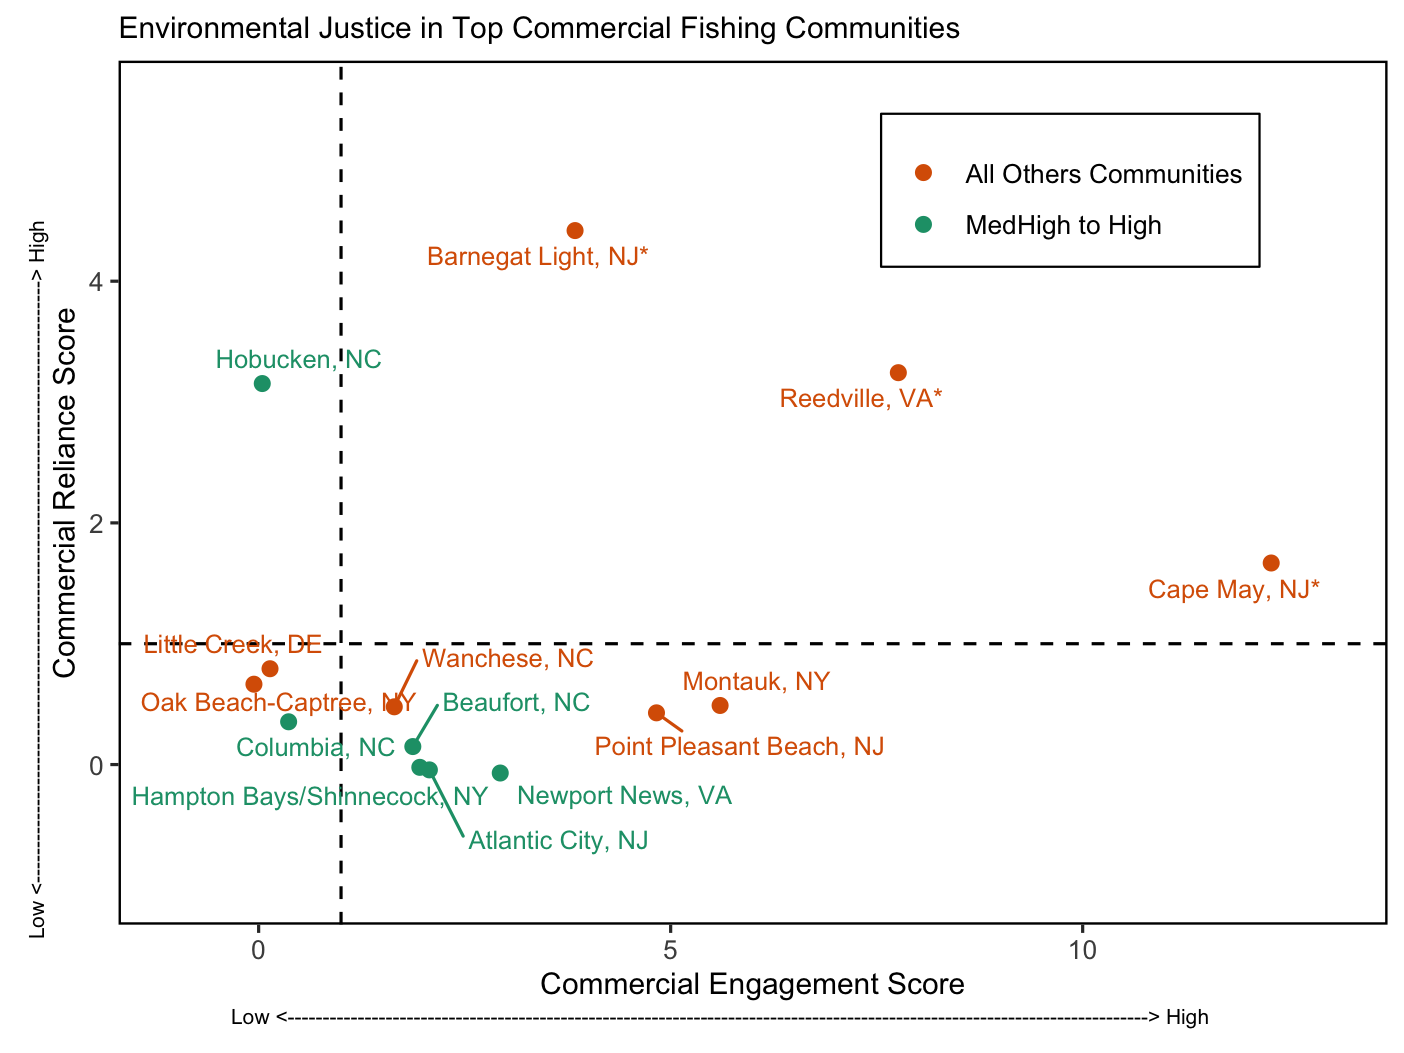 Environmental Justice in Top Commercial Fishing Communities
All Others Communities
MedHigh to High
Barnegat Light, NJ*
Hobucken, NC
Reedville, VA*
Cape May, NJ*
Little Creek, DE
Wanchese, NC
Montauk, NY
Oak Beach-Captree, NY
Beaufort, NC
Columbia, NC
Point Pleasant Beach, NJ
Hampton Bays/Shinnecock, NY
Newport News, VA
Atlantic City, NJ
4
2
0
Commercial Reliance Score
Low <--------------------------------------------------------------------------------------> High
0
5
10
Commercial Engagement Score
Low <--------------------------------------------------------------------------------------------------------------------------> High